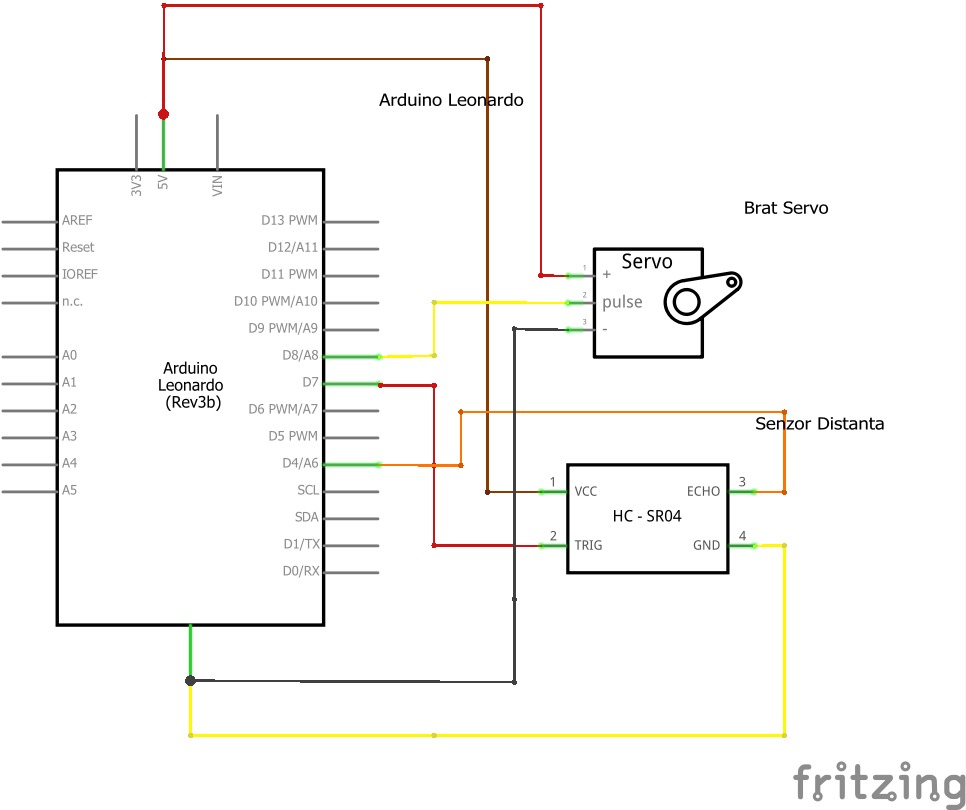 Arduino Leonardo
3V3
5V
VIN
AREF
Reset
IOREF
n.c.
A0
A1
A2
A3
A4
A5
D13 PWM
D12/A11
D11 PWM
D10 PWM/A10
D9 PWM/A9
D8/A8
D7
D6 PWM/A7
D5 PWM
D4/A6
SCL
SDA
D1/TX
D0/RX
Arduino
Leonardo
(Rev3b)
Brat Servo
Servo
1
+
2
pulse
3
-
Senzor Distanta
1
VCC
2
TRIG
HC - SR04
ECHO
3
GND
4
fritzing